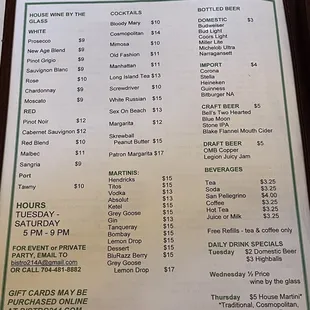 HOUSE WINE BY THE
GLASS
WHITE
Prosecco $9
New Age Blend $9
Pinot Grigio $9
Sauvignon Blanc $9
Rose $10
Chardonnay $9
Moscato $9
RED
Pinot Noir $12
Cabernet Sauvignon $12
Red Blend $10
Malbec $11
Sangria $9
Port
Tawny $10
HOURS
TUESDAY -
SATURDAY
5 PM - 9 PM
FOR EVENT or PRIVATE
PARTY, EMAIL TO
bistro214A@gmail.com
OR CALL 704-481-8882
GIFT CARDS MAY BE
PURCHASED ONLINE
COCKTAILS
Bloody Mary $10
Cosmopolitan $14
Mimosa $10
Old Fashion $11
Manhattan $11
Long Island Tea $13
Screwdriver $10
White Russian $15
Sex On Beach $13
Margarita $12
Screwball
Peanut Butter $15
Patron Margarita $17
MARTINIS:
Hendricks $15
Titos $15
Vodka $13
Absolut $13
Ketel $15
Grey Goose $15
Gin $13
Tanqueray $15
Bombay $15
Lemon Drop $13
Dessert $15
BluRazz Berry $15
Grey Goose
Lemon Drop $17
BOTTLED BEER
DOMESTIC $3
Budweiser
Bud Light
Coors Light
Miller Lite
Michelob Ultra
Narragansett
IMPORT $4
Corona
Stella
Heineken
Guinness
Bitburger NA
CRAFT BEER $5
Bell's Two Hearted
Blue Moon
Stone IPA
Blake Flannel Mouth Cider
DRAFT BEER $5
OMB Copper
Legion Juicy Jam
BEVERAGES
Tea $3.25
Soda $3.25
San Pellegrino $4.00
Coffee $3.25
Hot Tea $3.25
Juice or Milk $3.25
Free Refills - tea & coffee only
DAILY DRINK SPECIALS
Tuesday $2 Domestic Beer
$3 Highballs
Wednesday ½ Price
wine by the glass
Thursday $5 House Martini*
*Traditional, Cosmopolitan,